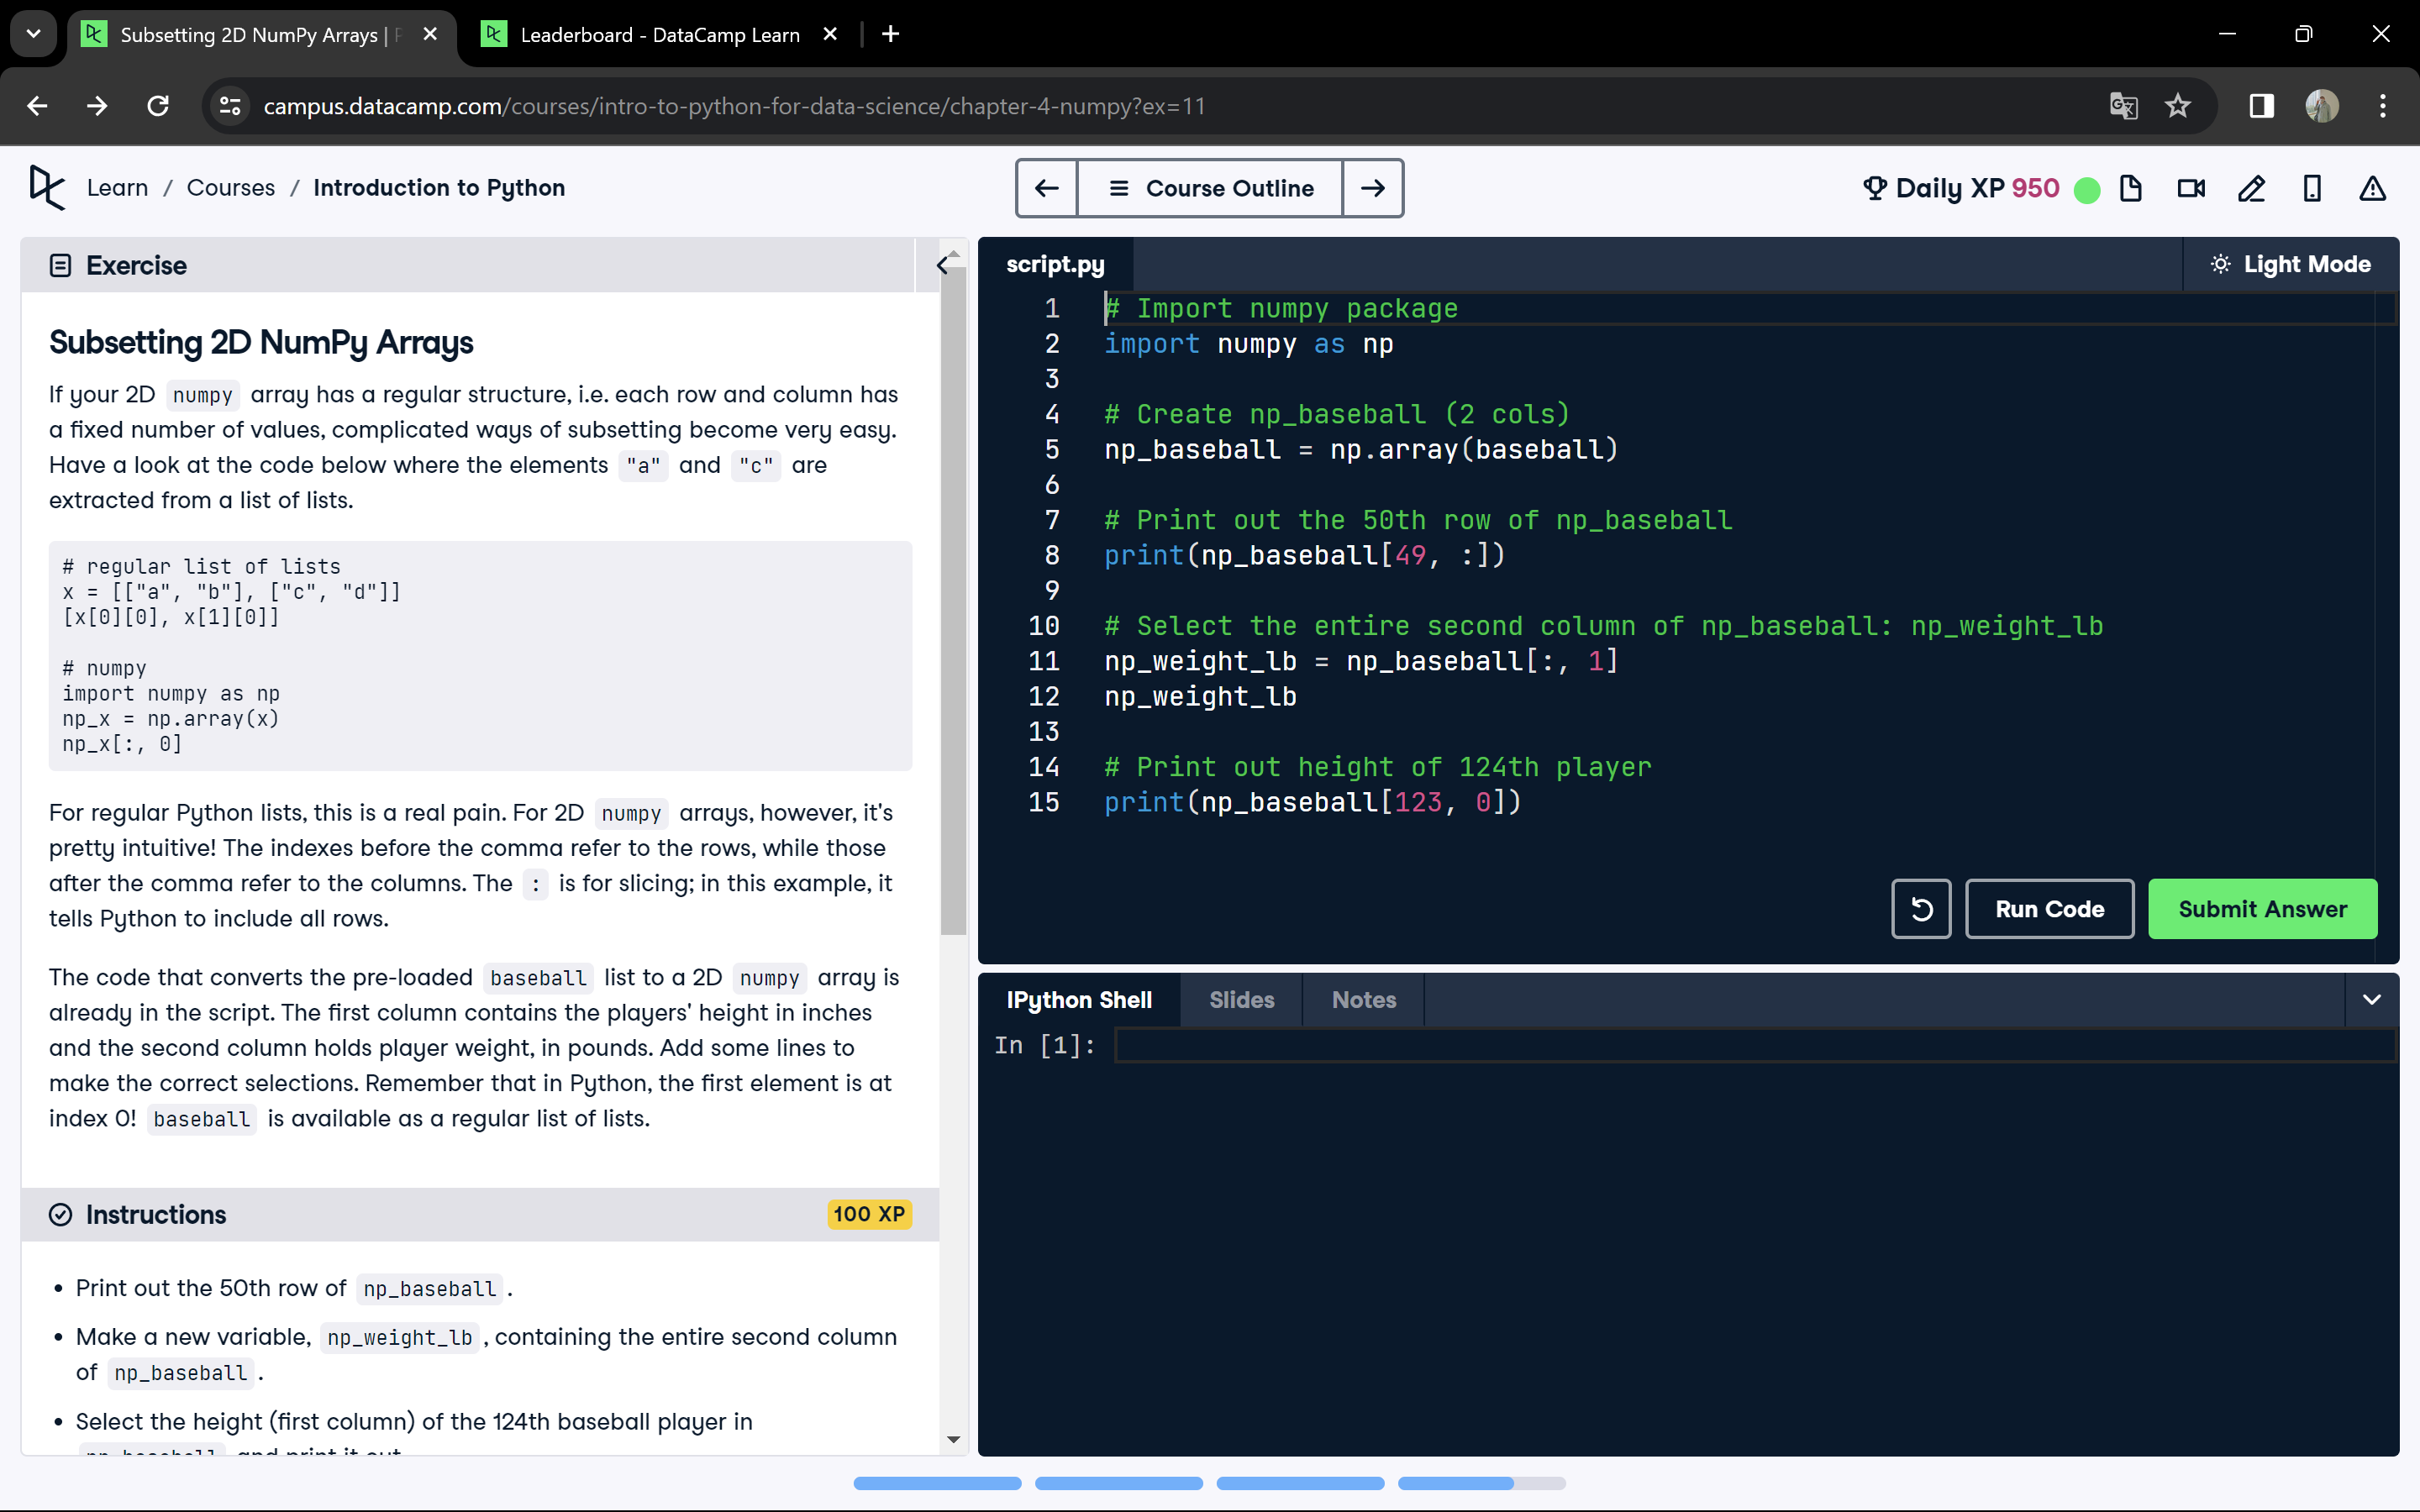 Subsetting 2D NumPy Arrays |
Leaderboard - DataCamp Learn
campus.datacamp.com/courses/intro-to-python-for-data-science/chapter-4-numpy?ex=11
Learn / Courses / Introduction to Python
Course Outline
Daily XP 950
Exercise
Subsetting 2D NumPy Arrays
If your 2D numpy array has a regular structure, i.e. each row and column has
a fixed number of values, complicated ways of subsetting become very easy.
Have a look at the code below where the elements "a" and "c" are
extracted from a list of lists.
# regular list of lists
x = [["a", "b"], ["c", "d"]]
[x[0][0], x[1][0]]
# numpy
import numpy as np
np_x = np.array(x)
np_x[:, 0]
For regular Python lists, this is a real pain. For 2D numpy arrays, however, it's
pretty intuitive! The indexes before the comma refer to the rows, while those
after the comma refer to the columns. The : is for slicing; in this example, it
tells Python to include all rows.
The code that converts the pre-loaded baseball list to a 2D numpy array is
already in the script. The first column contains the players' height in inches
and the second column holds player weight, in pounds. Add some lines to
make the correct selections. Remember that in Python, the first element is at
index 0! baseball is available as a regular list of lists.
Instructions
100 XP
• Print out the 50th row of np_baseball.
• Make a new variable, np_weight_lb, containing the entire second column
of np_baseball.
• Select the height (first column) of the 124th baseball player in
np_baseball and print it out.
script.py
Light Mode
1 # Import numpy package
2 import numpy as np
3
4 # Create np_baseball (2 cols)
5 np_baseball = np.array(baseball)
6
7 # Print out the 50th row of np_baseball
8 print(np_baseball[49, :])
9
10 # Select the entire second column of np_baseball: np_weight_lb
11 np_weight_lb = np_baseball[:, 1]
12 np_weight_lb
13
14 # Print out height of 124th player
15 print(np_baseball[123, 0])
Run Code
Submit Answer
IPython Shell
Slides
Notes
In [1]: